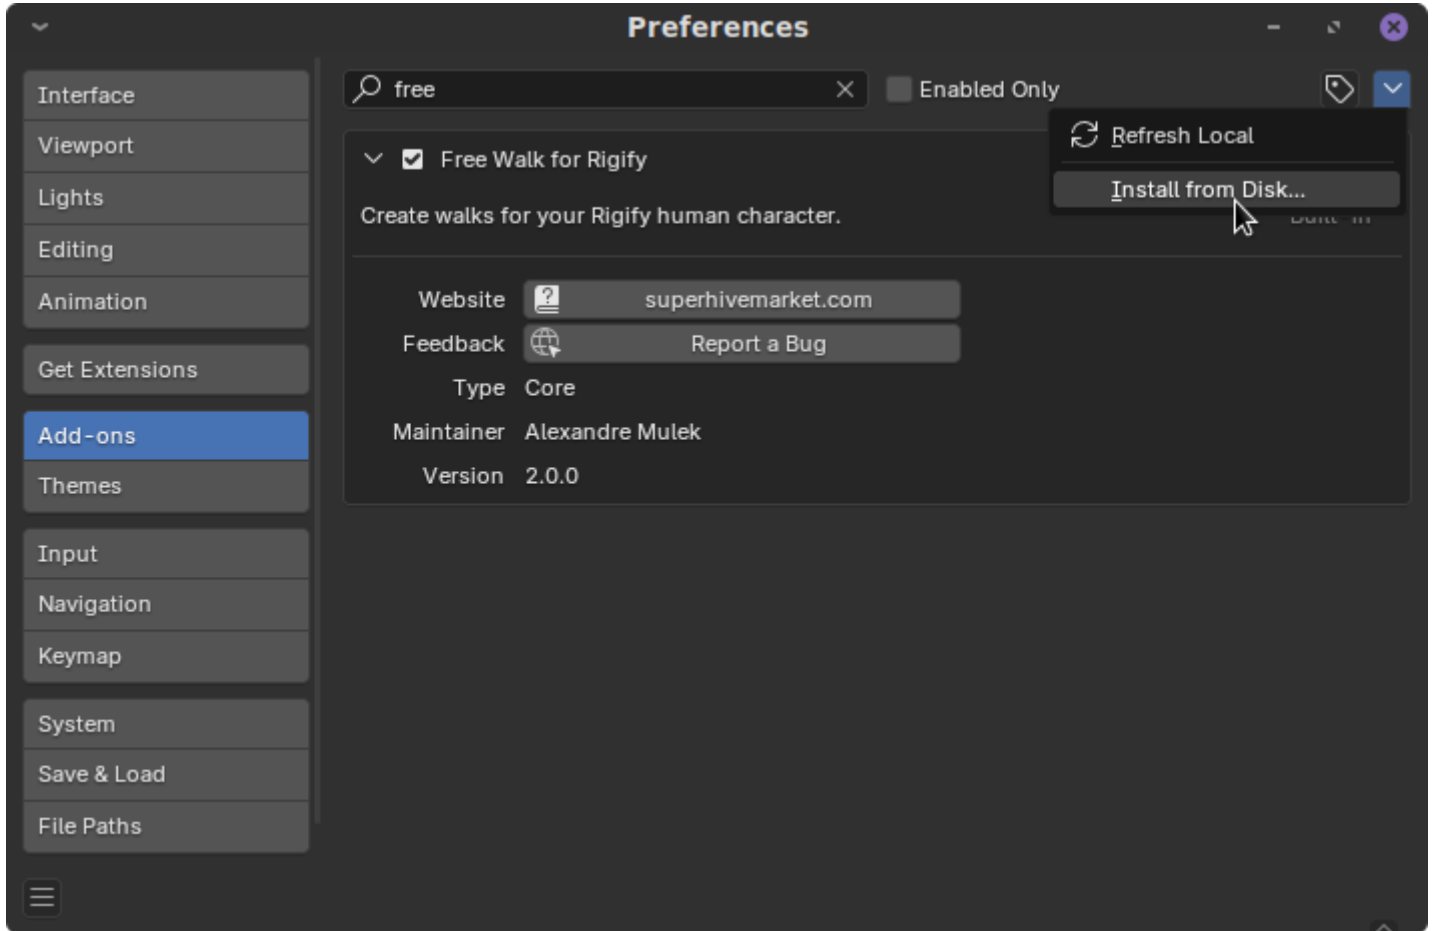 Preferences
Interface
Viewport
Lights
Editing
Animation
Get Extensions
Add-ons
Themes
Input
Navigation
Keymap
System
Save & Load
File Paths
free
Enabled Only
Refresh Local
Install from Disk...
Free Walk for Rigify
Create walks for your Rigify human character.
Built-in
Website superhivemarket.com
Feedback Report a Bug
Type Core
Maintainer Alexandre Mulek
Version 2.0.0